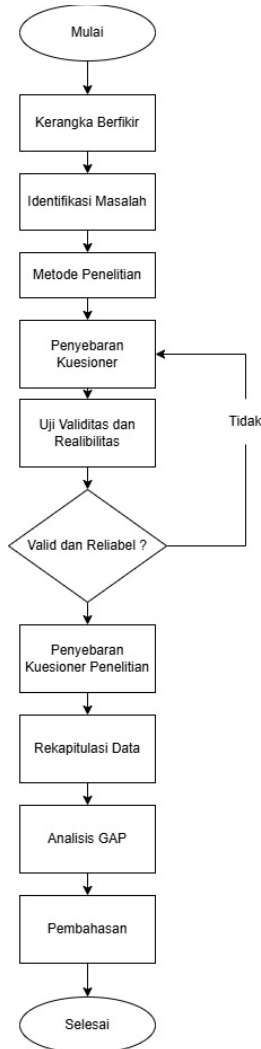 Mulai
Kerangka Berfikir
Identifikasi Masalah
Metode Penelitian
Penyebaran
Kuesioner
Uji Validitas dan
Realibilitas
Tidak
Valid dan Reliabel ?
Penyebaran
Kuesioner Penelitian
Rekapitulasi Data
Analisis GAP
Pembahasan
Selesai